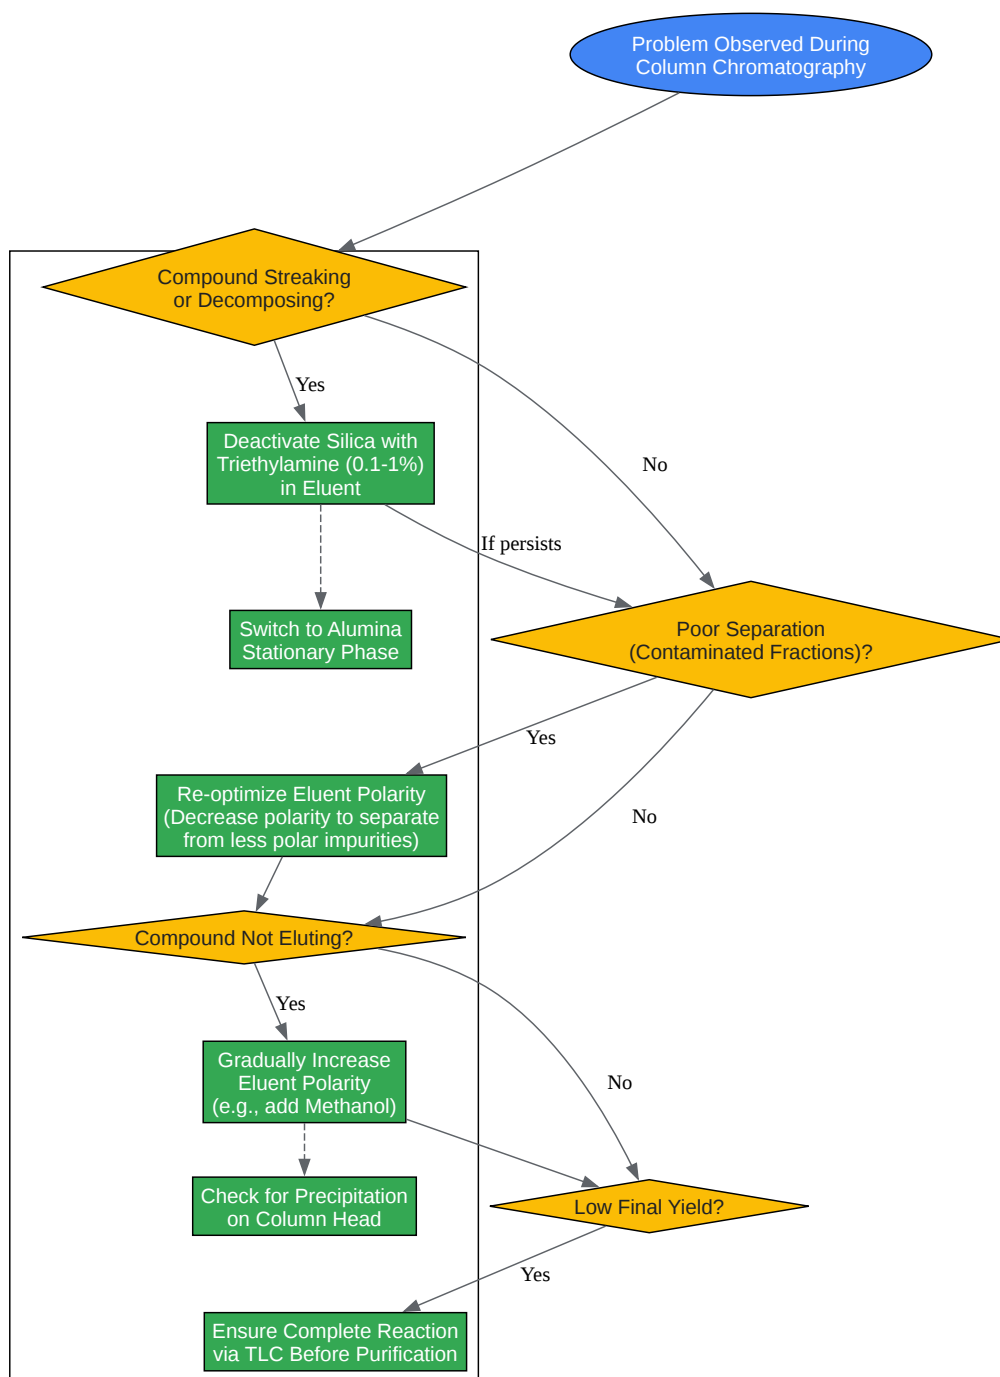 Problem Observed During
Column Chromatography
Compound Streaking
or Decomposing?
Yes
Deactivate Silica with
Triethylamine (0.1-1%)
in Eluent
No
If persists
Switch to Alumina
Stationary Phase
Poor Separation
(Contaminated Fractions)?
Yes
Re-optimize Eluent Polarity
(Decrease polarity to separate
from less polar impurities)
No
Compound Not Eluting?
Yes
Gradually Increase
Eluent Polarity
(e.g., add Methanol)
No
Check for Precipitation
on Column Head
Low Final Yield?
Yes
Ensure Complete Reaction
via TLC Before Purification